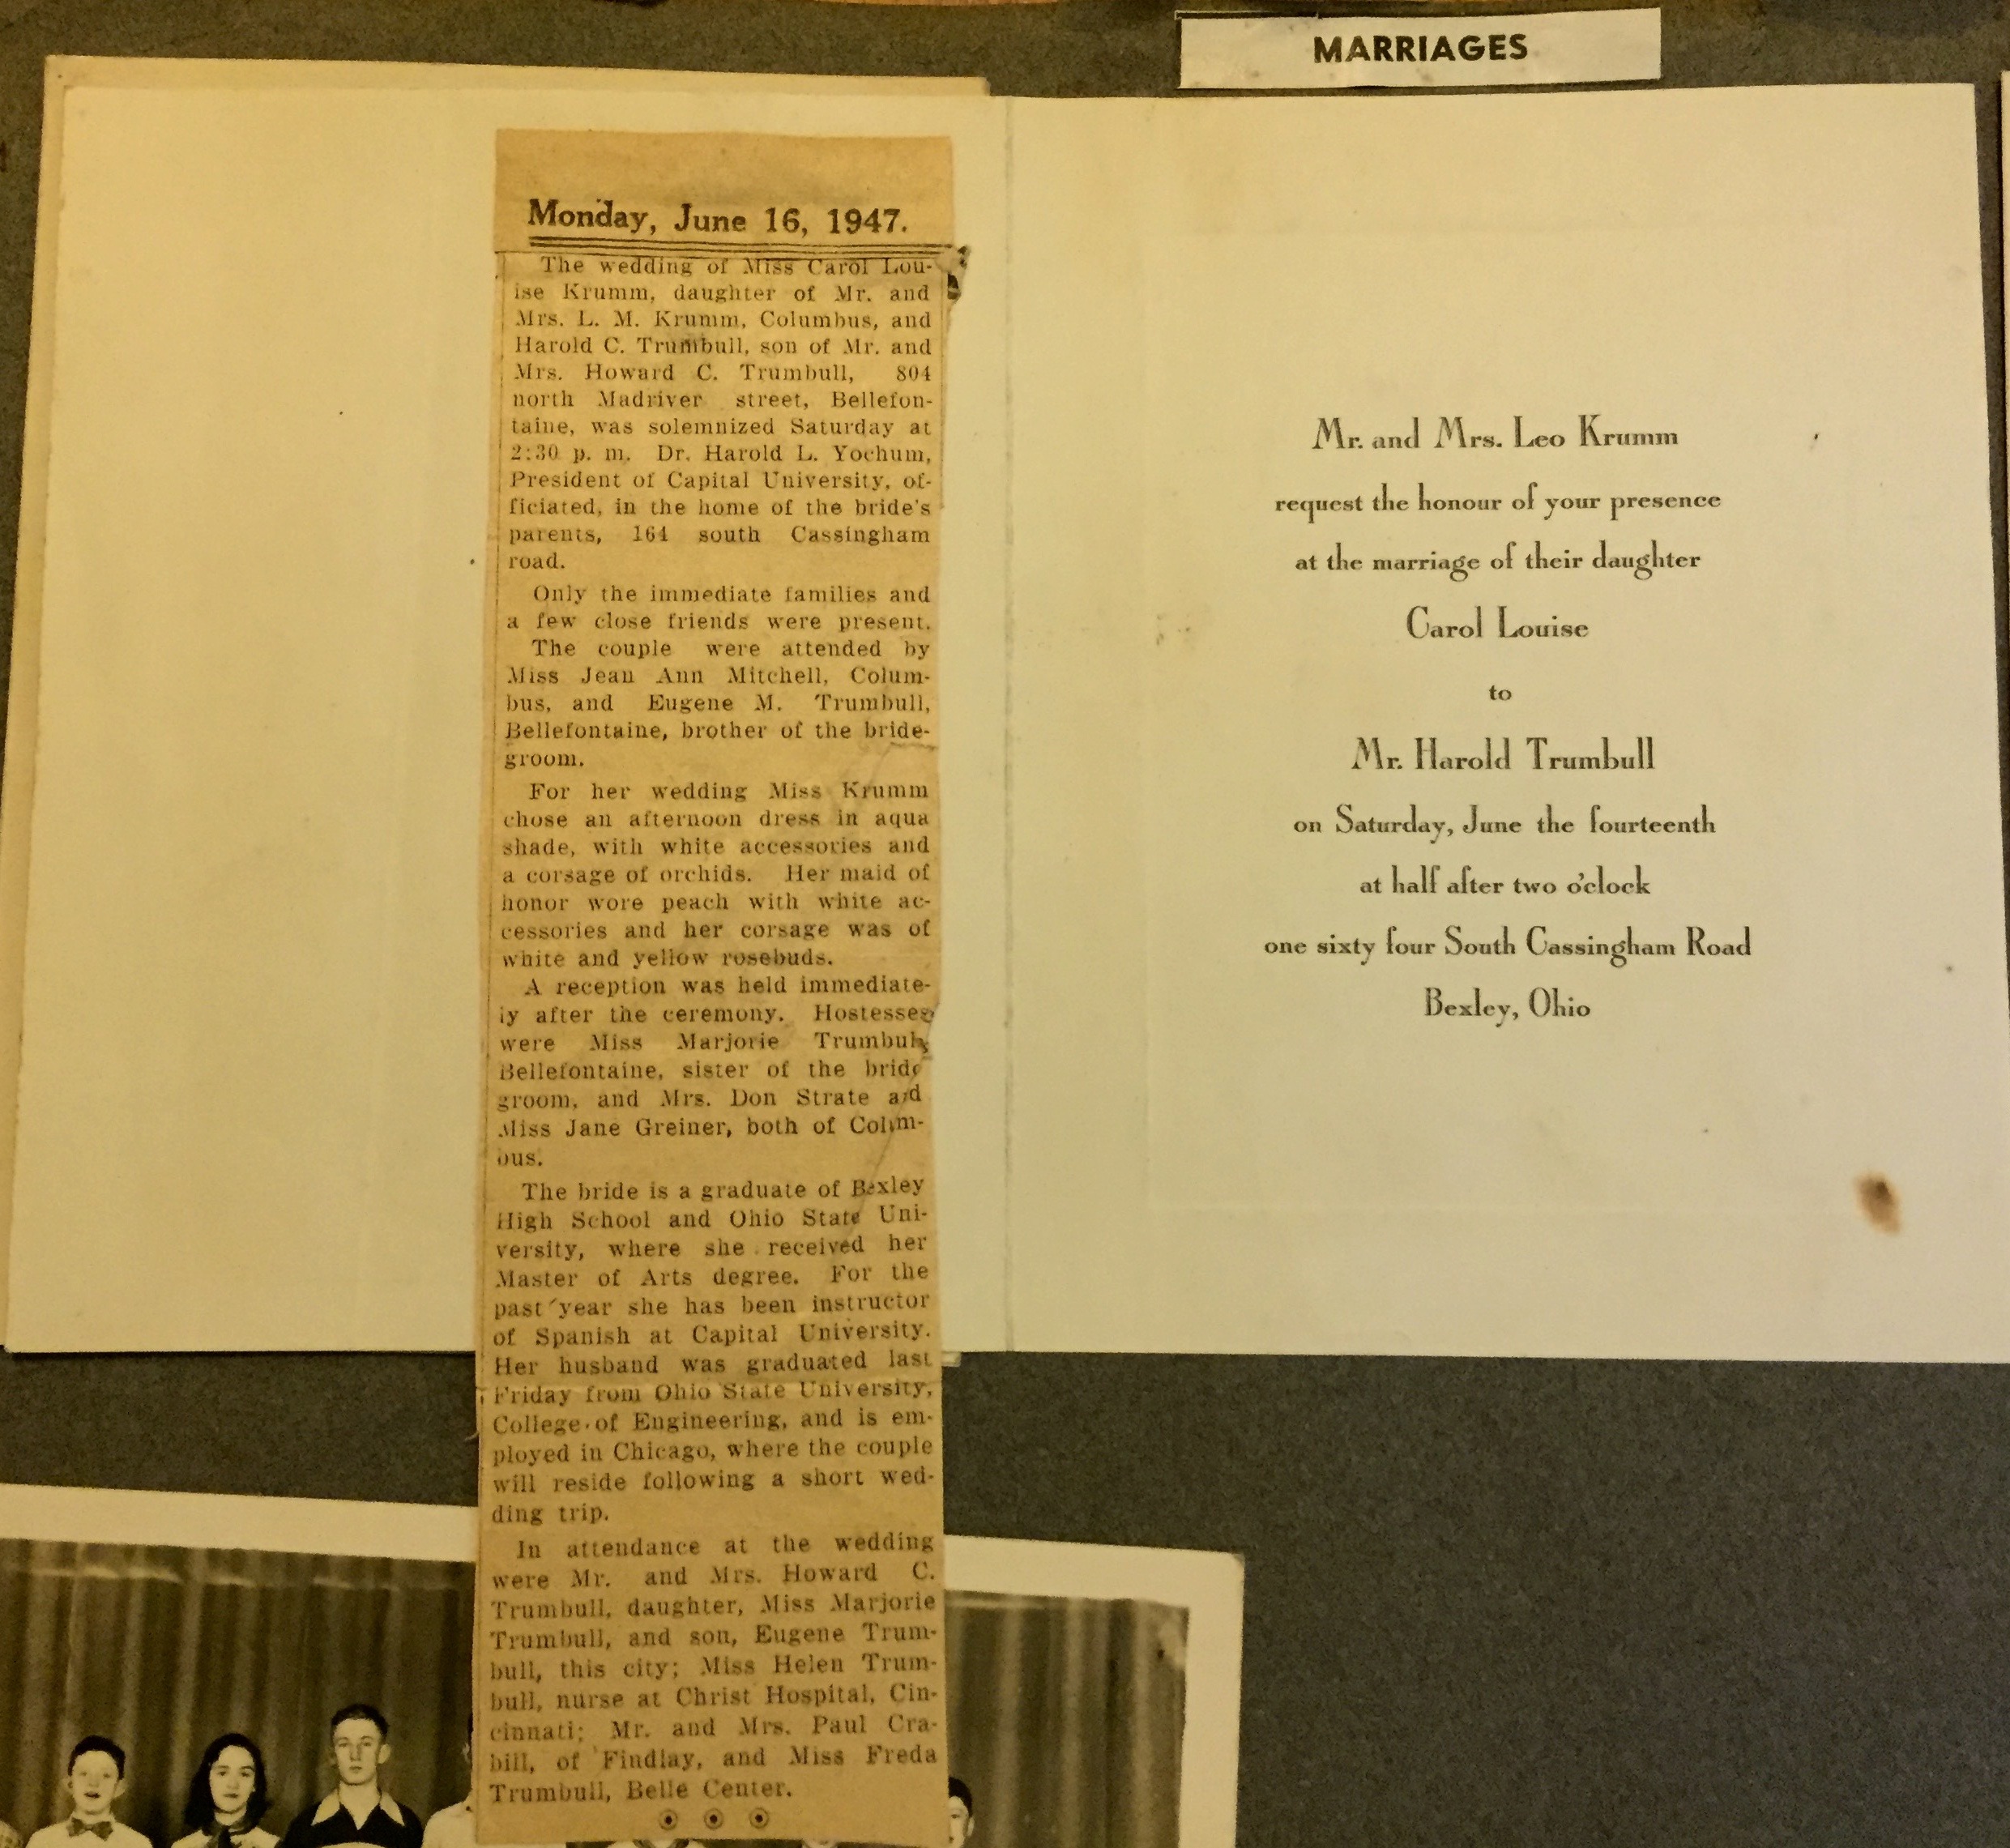 MARRIAGES
Monday, June 16, 1947.
The wedding of Miss Carol Lou-
ise Krumm, daughter of Mr. and
Mrs. L. M. Krumm, Columbus, and
Harold C. Trumbull, son of Mr. and
Mrs. Howard C. Trumbull, 804
north Madriver street, Bellefon-
taine, was solemnized Saturday at
2:30 p. m. Dr. Harold L. Yochum,
President of Capital University, of-
ficiated, in the home of the bride's
parents, 164 south Cassingham
road.
Only the immediate families and
a few close friends were present.
The couple were attended by
Miss Jean Ann Mitchell, Colum-
bus, and Eugene M. Trumbull,
Bellefontaine, brother of the bride-
groom.
For her wedding Miss Krumm
chose an afternoon dress in aqua
shade, with white accessories and
a corsage of orchids. Her maid of
honor wore peach with white ac-
cessories and her corsage was of
white and yellow rosebuds.
A reception was held immediate-
ly after the ceremony. Hostesses
were Miss Marjorie Trumbull,
Bellefontaine, sister of the bride
groom, and Mrs. Don Strate and
Miss Jane Greiner, both of Colum-
bus.
The bride is a graduate of Bexley
High School and Ohio State Uni-
versity, where she received her
Master of Arts degree. For the
past year she has been instructor
of Spanish at Capital University.
Her husband was graduated last
Friday from Ohio State University,
College of Engineering, and is em-
ployed in Chicago, where the couple
will reside following a short wed-
ding trip.
In attendance at the wedding
were Mr. and Mrs. Howard C.
Trumbull, daughter, Miss Marjorie
Trumbull, and son, Eugene Trum-
bull, this city; Miss Helen Trum-
bull, nurse at Christ Hospital, Cin-
cinnati; Mr. and Mrs. Paul Cra-
bill, of Findlay, and Miss Freda
Trumbull, Belle Center.
Mr. and Mrs. Leo Krumm
request the honour of your presence
at the marriage of their daughter
Carol Louise
to
Mr. Harold Trumbull
on Saturday, June the fourteenth
at half after two o'clock
one sixty four South Cassingham Road
Bexley, Ohio